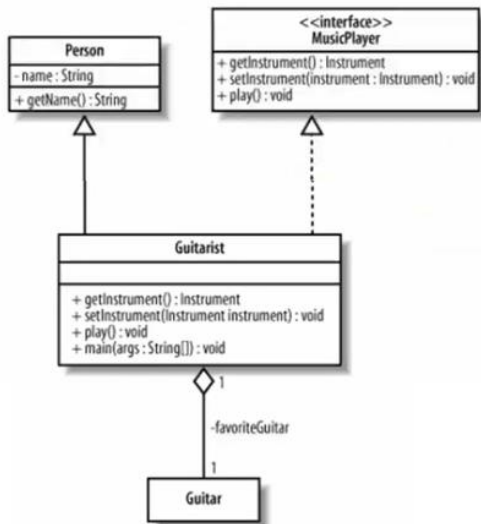 Person
- name : String
+ getName() : String
<<interface>>
MusicPlayer
+ getInstrument() : Instrument
+ setInstrument(instrument : Instrument) : void
+ play() : void
Guitarist
+ getInstrument() : Instrument
+ setInstrument(Instrument instrument) : void
+ play() : void
+ main(args : String[]) : void
1
-favoriteGuitar
1
Guitar